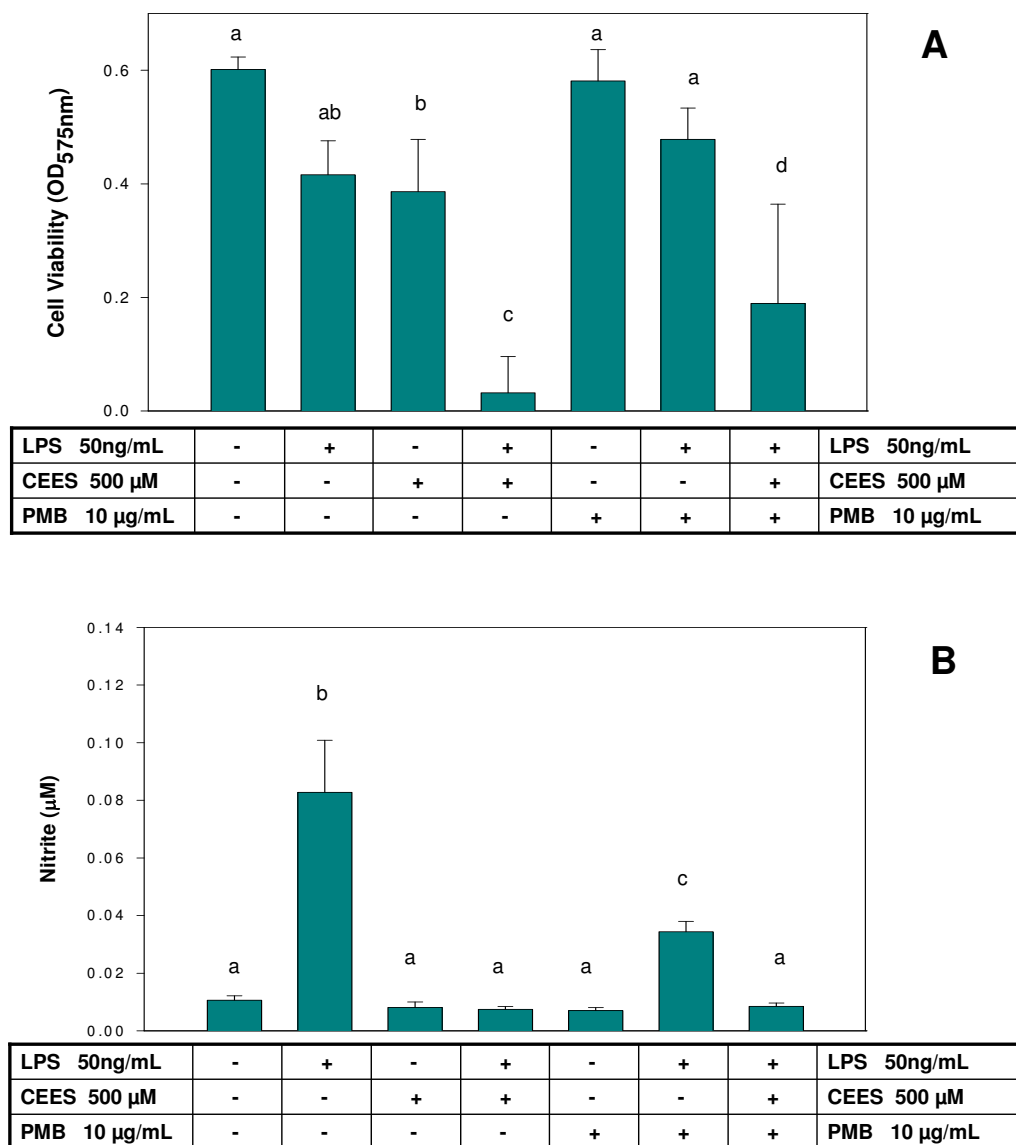 A
a
ab
b
c
a
a
d
0.6
0.4
0.2
0.0
Cell Viability (OD575nm)
LPS 50ng/mL - + - + - + + LPS 50ng/mL
CEES 500 µM - - + + - - + CEES 500 µM
PMB 10 µg/mL - - - - + + + PMB 10 µg/mL
B
0.14
0.12
0.10
0.08
0.06
0.04
0.02
0.00
Nitrite (µM)
a
b
a
a
a
c
a
LPS 50ng/mL - + - + - + + LPS 50ng/mL
CEES 500 µM - - + + - - + CEES 500 µM
PMB 10 µg/mL - - - - + + + PMB 10 µg/mL